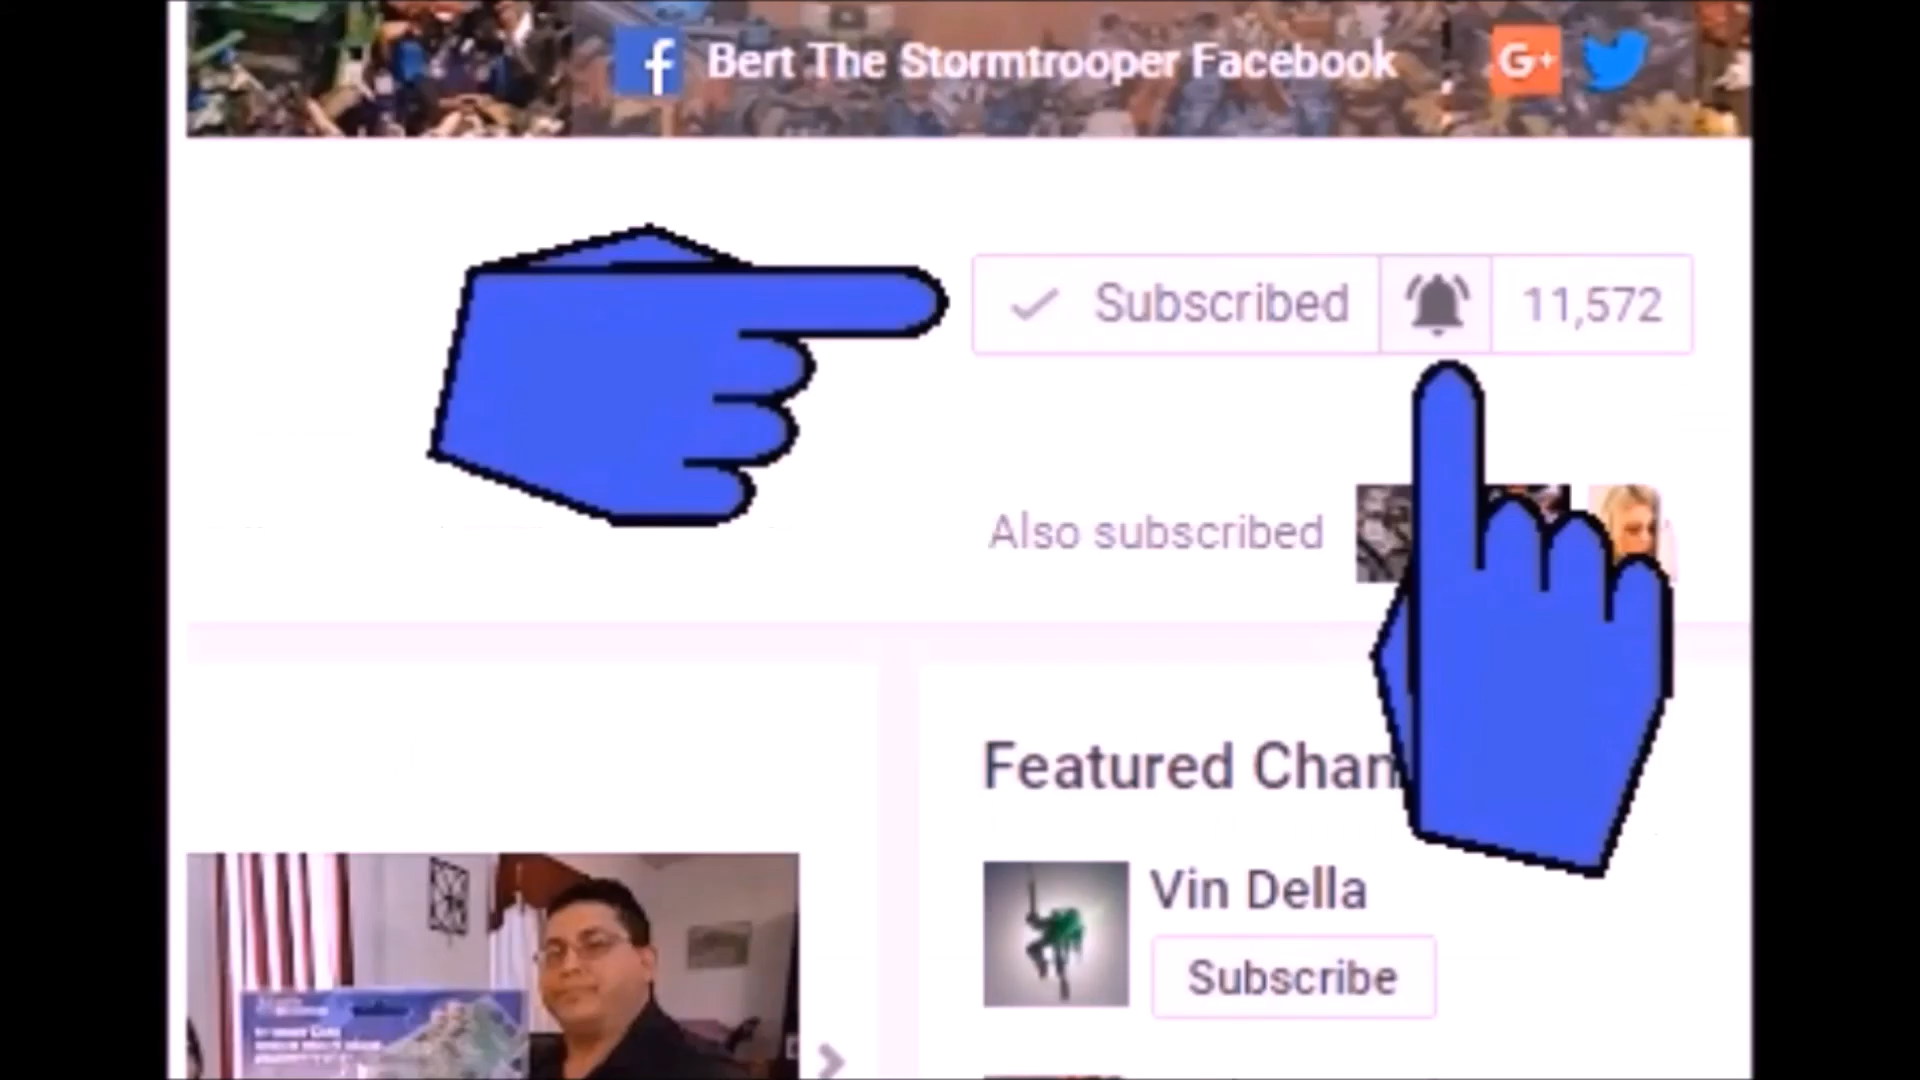 f Bert The Stormtrooper Facebook G+
Subscribed 11,572
Also subscribed
Featured Chan
Vin Della
Subscribe